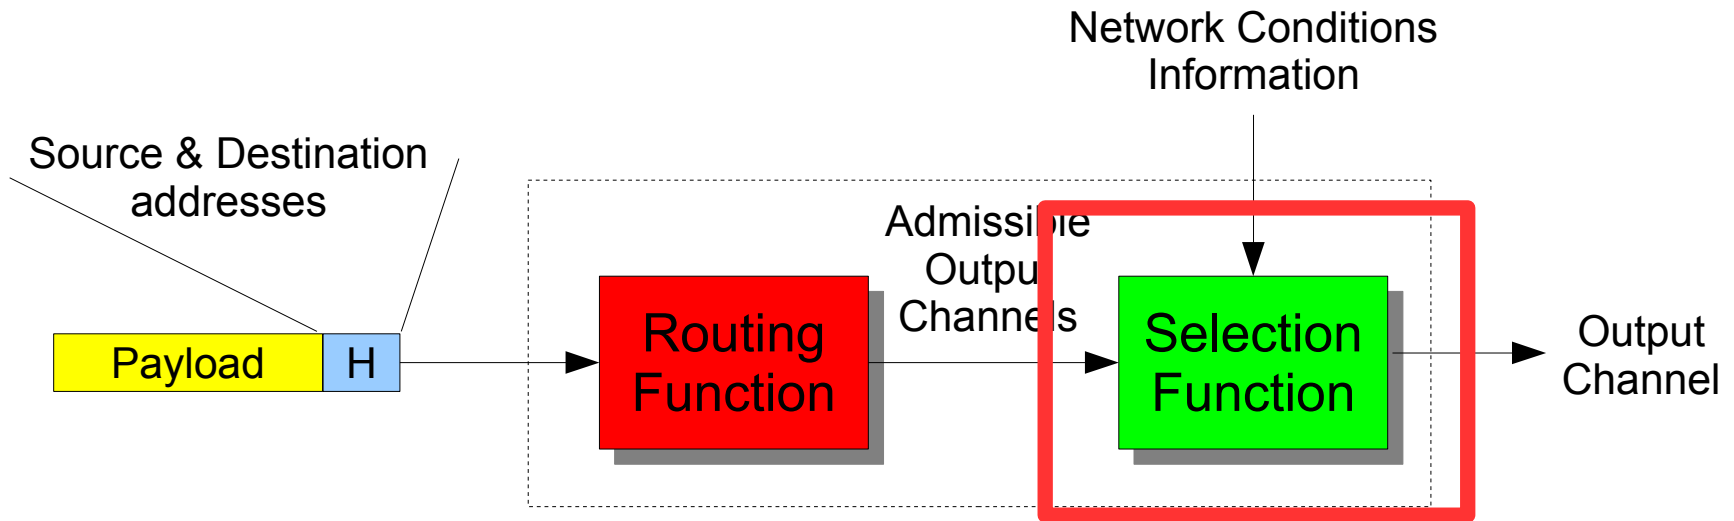 Network Conditions
Information
Source & Destination
addresses
Admissible
Output
Channels
Payload
H
Routing
Function
Selection
Function
Output
Channel